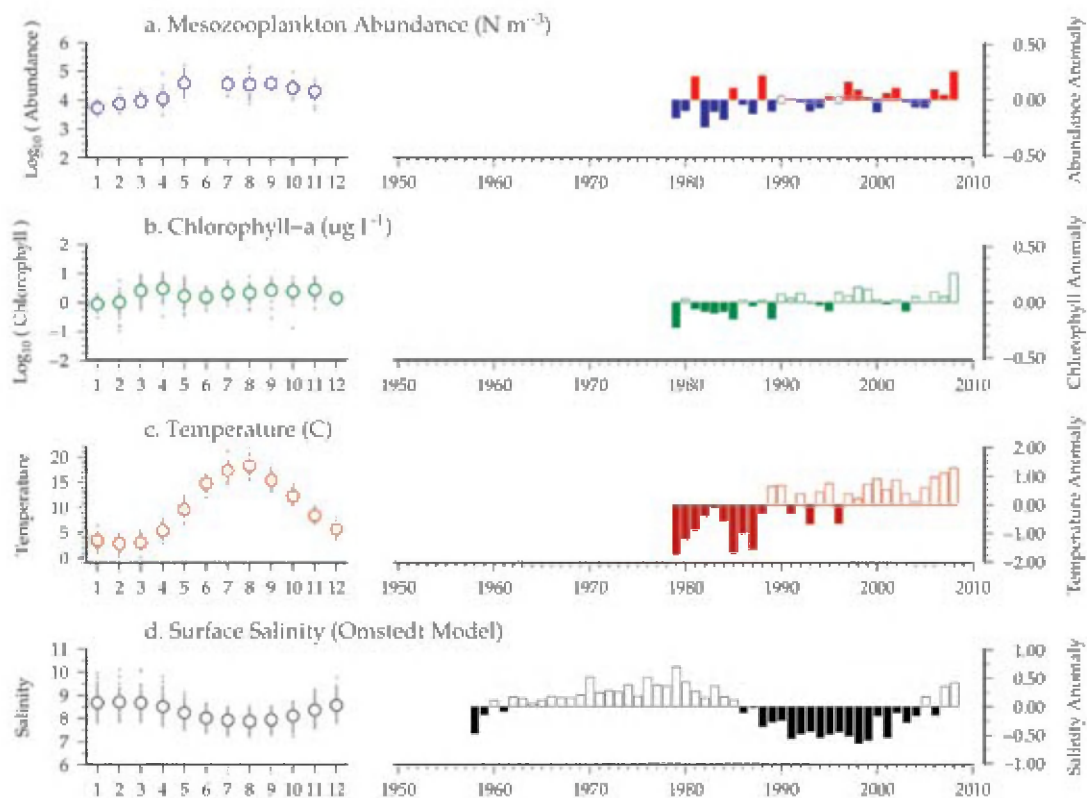 a. Mesozooplankton Abundance (N m⁻³)
Log₁₀ ( Abundance )
6
5
4
3
2
1 2 3 4 5 6 7 8 9 10 11 12
1950 1960 1970 1980 1990 2000 2010
0.50
0.00
−0.50
Abundance Anomaly
b. Chlorophyll−a (ug l⁻¹)
Log₁₀ ( Chlorophyll )
2
1
0
−1
−2
1 2 3 4 5 6 7 8 9 10 11 12
1950 1960 1970 1980 1990 2000 2010
0.50
0.00
−0.50
Chlorophyll Anomaly
c. Temperature (C)
Temperature
20
15
10
5
0
1 2 3 4 5 6 7 8 9 10 11 12
1950 1960 1970 1980 1990 2000 2010
2.00
1.00
0.00
−1.00
−2.00
Temperature Anomaly
d. Surface Salinity (Omstedt Model)
Salinity
11
10
9
8
7
6
1 2 3 4 5 6 7 8 9 10 11 12
1950 1960 1970 1980 1990 2000 2010
1.00
0.50
0.00
−0.50
−1.00
Salinity Anomaly